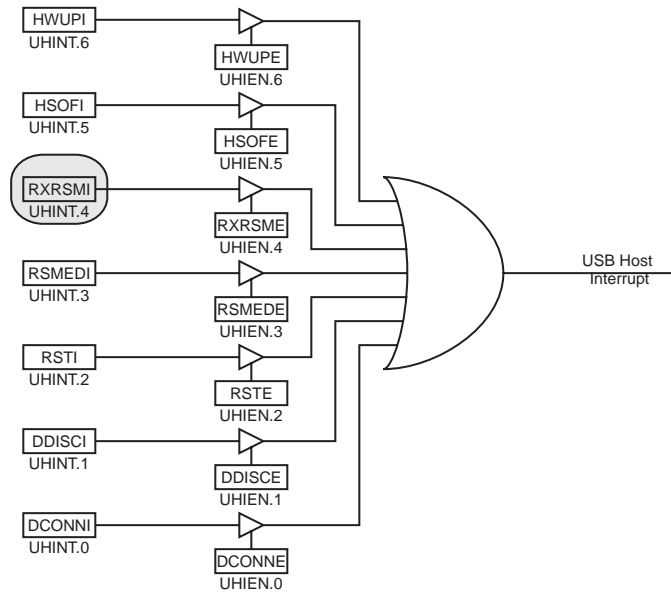 HWUPI
UHINT.6
HWUPE
UHIEN.6
HSOFI
UHINT.5
HSOFE
UHIEN.5
RXRSMI
UHINT.4
RXRSME
UHIEN.4
RSMEDI
UHINT.3
RSMEDE
UHIEN.3
RSTI
UHINT.2
RSTE
UHIEN.2
DDISCI
UHINT.1
DDISCE
UHIEN.1
DCONNI
UHINT.0
DCONNE
UHIEN.0
USB Host
Interrupt